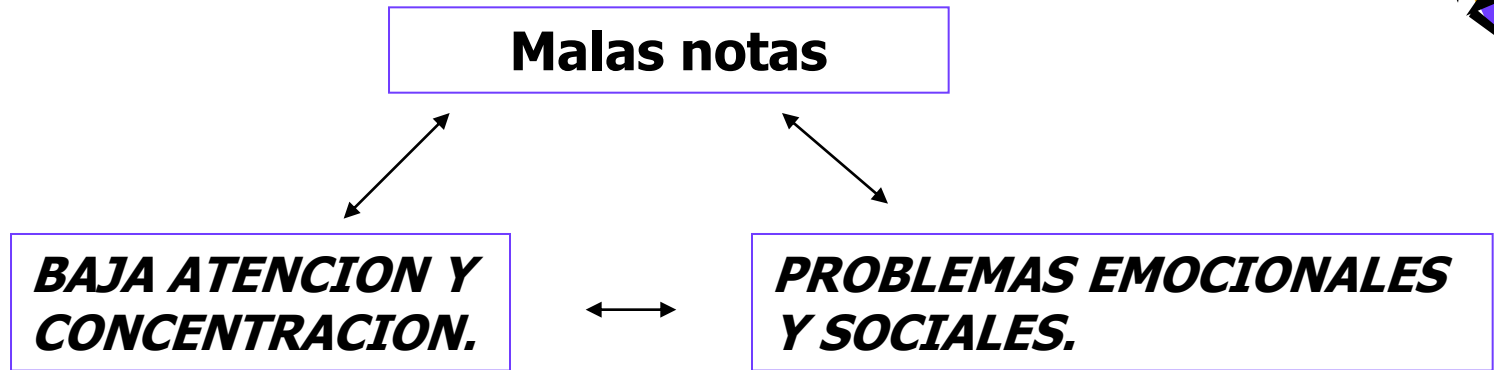 Malas notas
BAJA ATENCION Y
CONCENTRACION.
PROBLEMAS EMOCIONALES
Y SOCIALES.